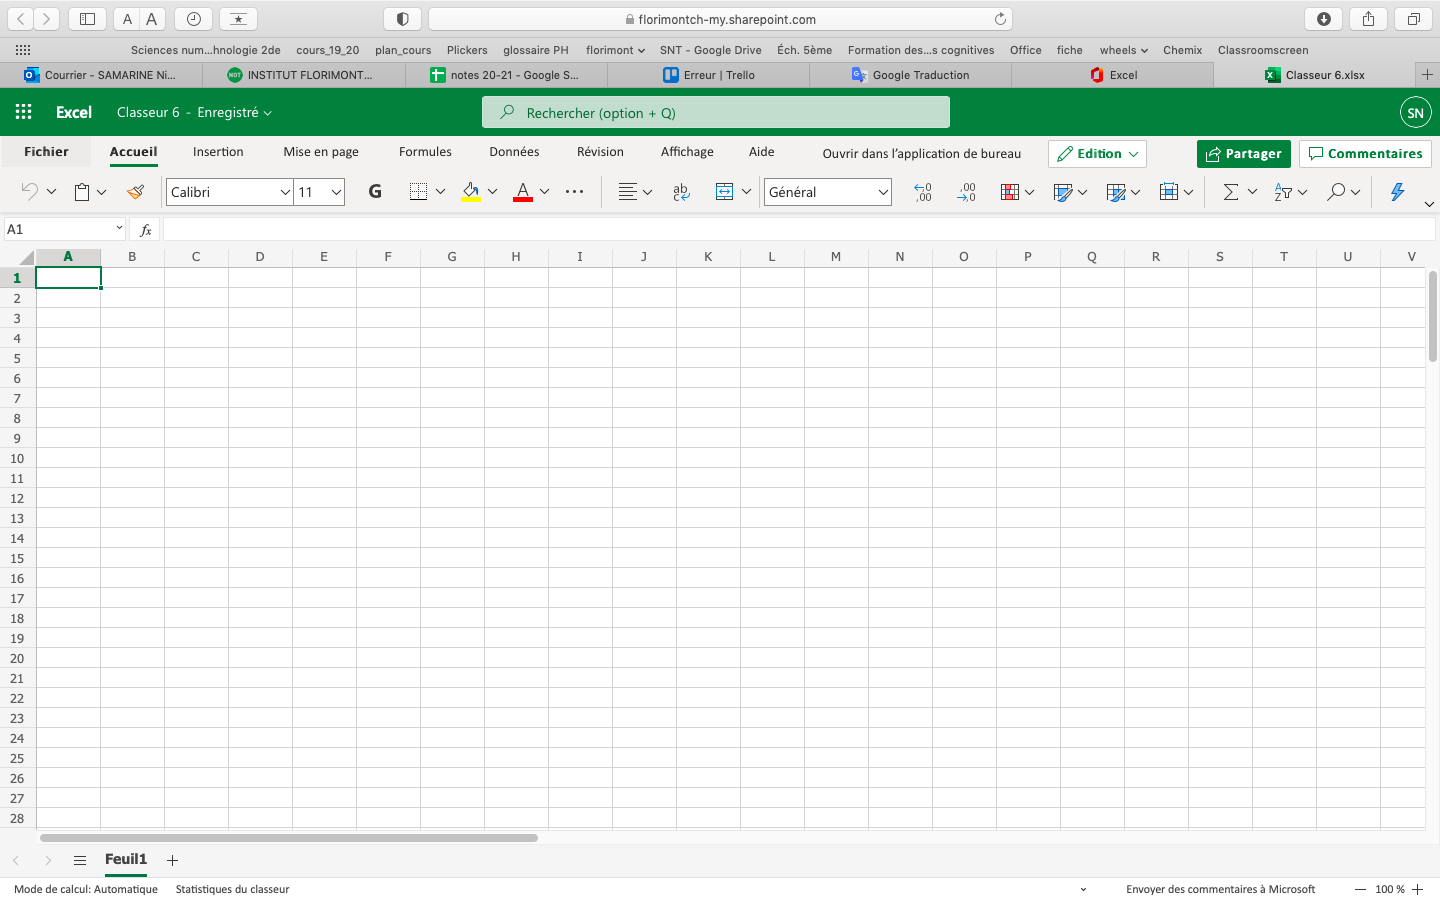 A A florimontch-my.sharepoint.com
Sciences num...hnologie 2de cours_19_20 plan_cours Plickers glossaire PH florimont SNT - Google Drive Éch. 5ème Formation des...s cognitives Office fiche wheels Chemix Classroomscreen
Courrier - SAMARINE Ni... INSTITUT FLORIMONT... notes 20-21 - Google S... Erreur | Trello Google Traduction Excel Classeur 6.xlsx
Excel Classeur 6 - Enregistré Rechercher (option + Q) SN
Fichier Accueil Insertion Mise en page Formules Données Révision Affichage Aide Ouvrir dans l'application de bureau Edition Partager Commentaires
Calibri 11 G A ab c Général ←0 ,00 ,00 →0 A Z
A1 fx
A B C D E F G H I J K L M N O P Q R S T U V
1
2
3
4
5
6
7
8
9
10
11
12
13
14
15
16
17
18
19
20
21
22
23
24
25
26
27
28
Feuil1
Mode de calcul: Automatique Statistiques du classeur Envoyer des commentaires à Microsoft 100 %